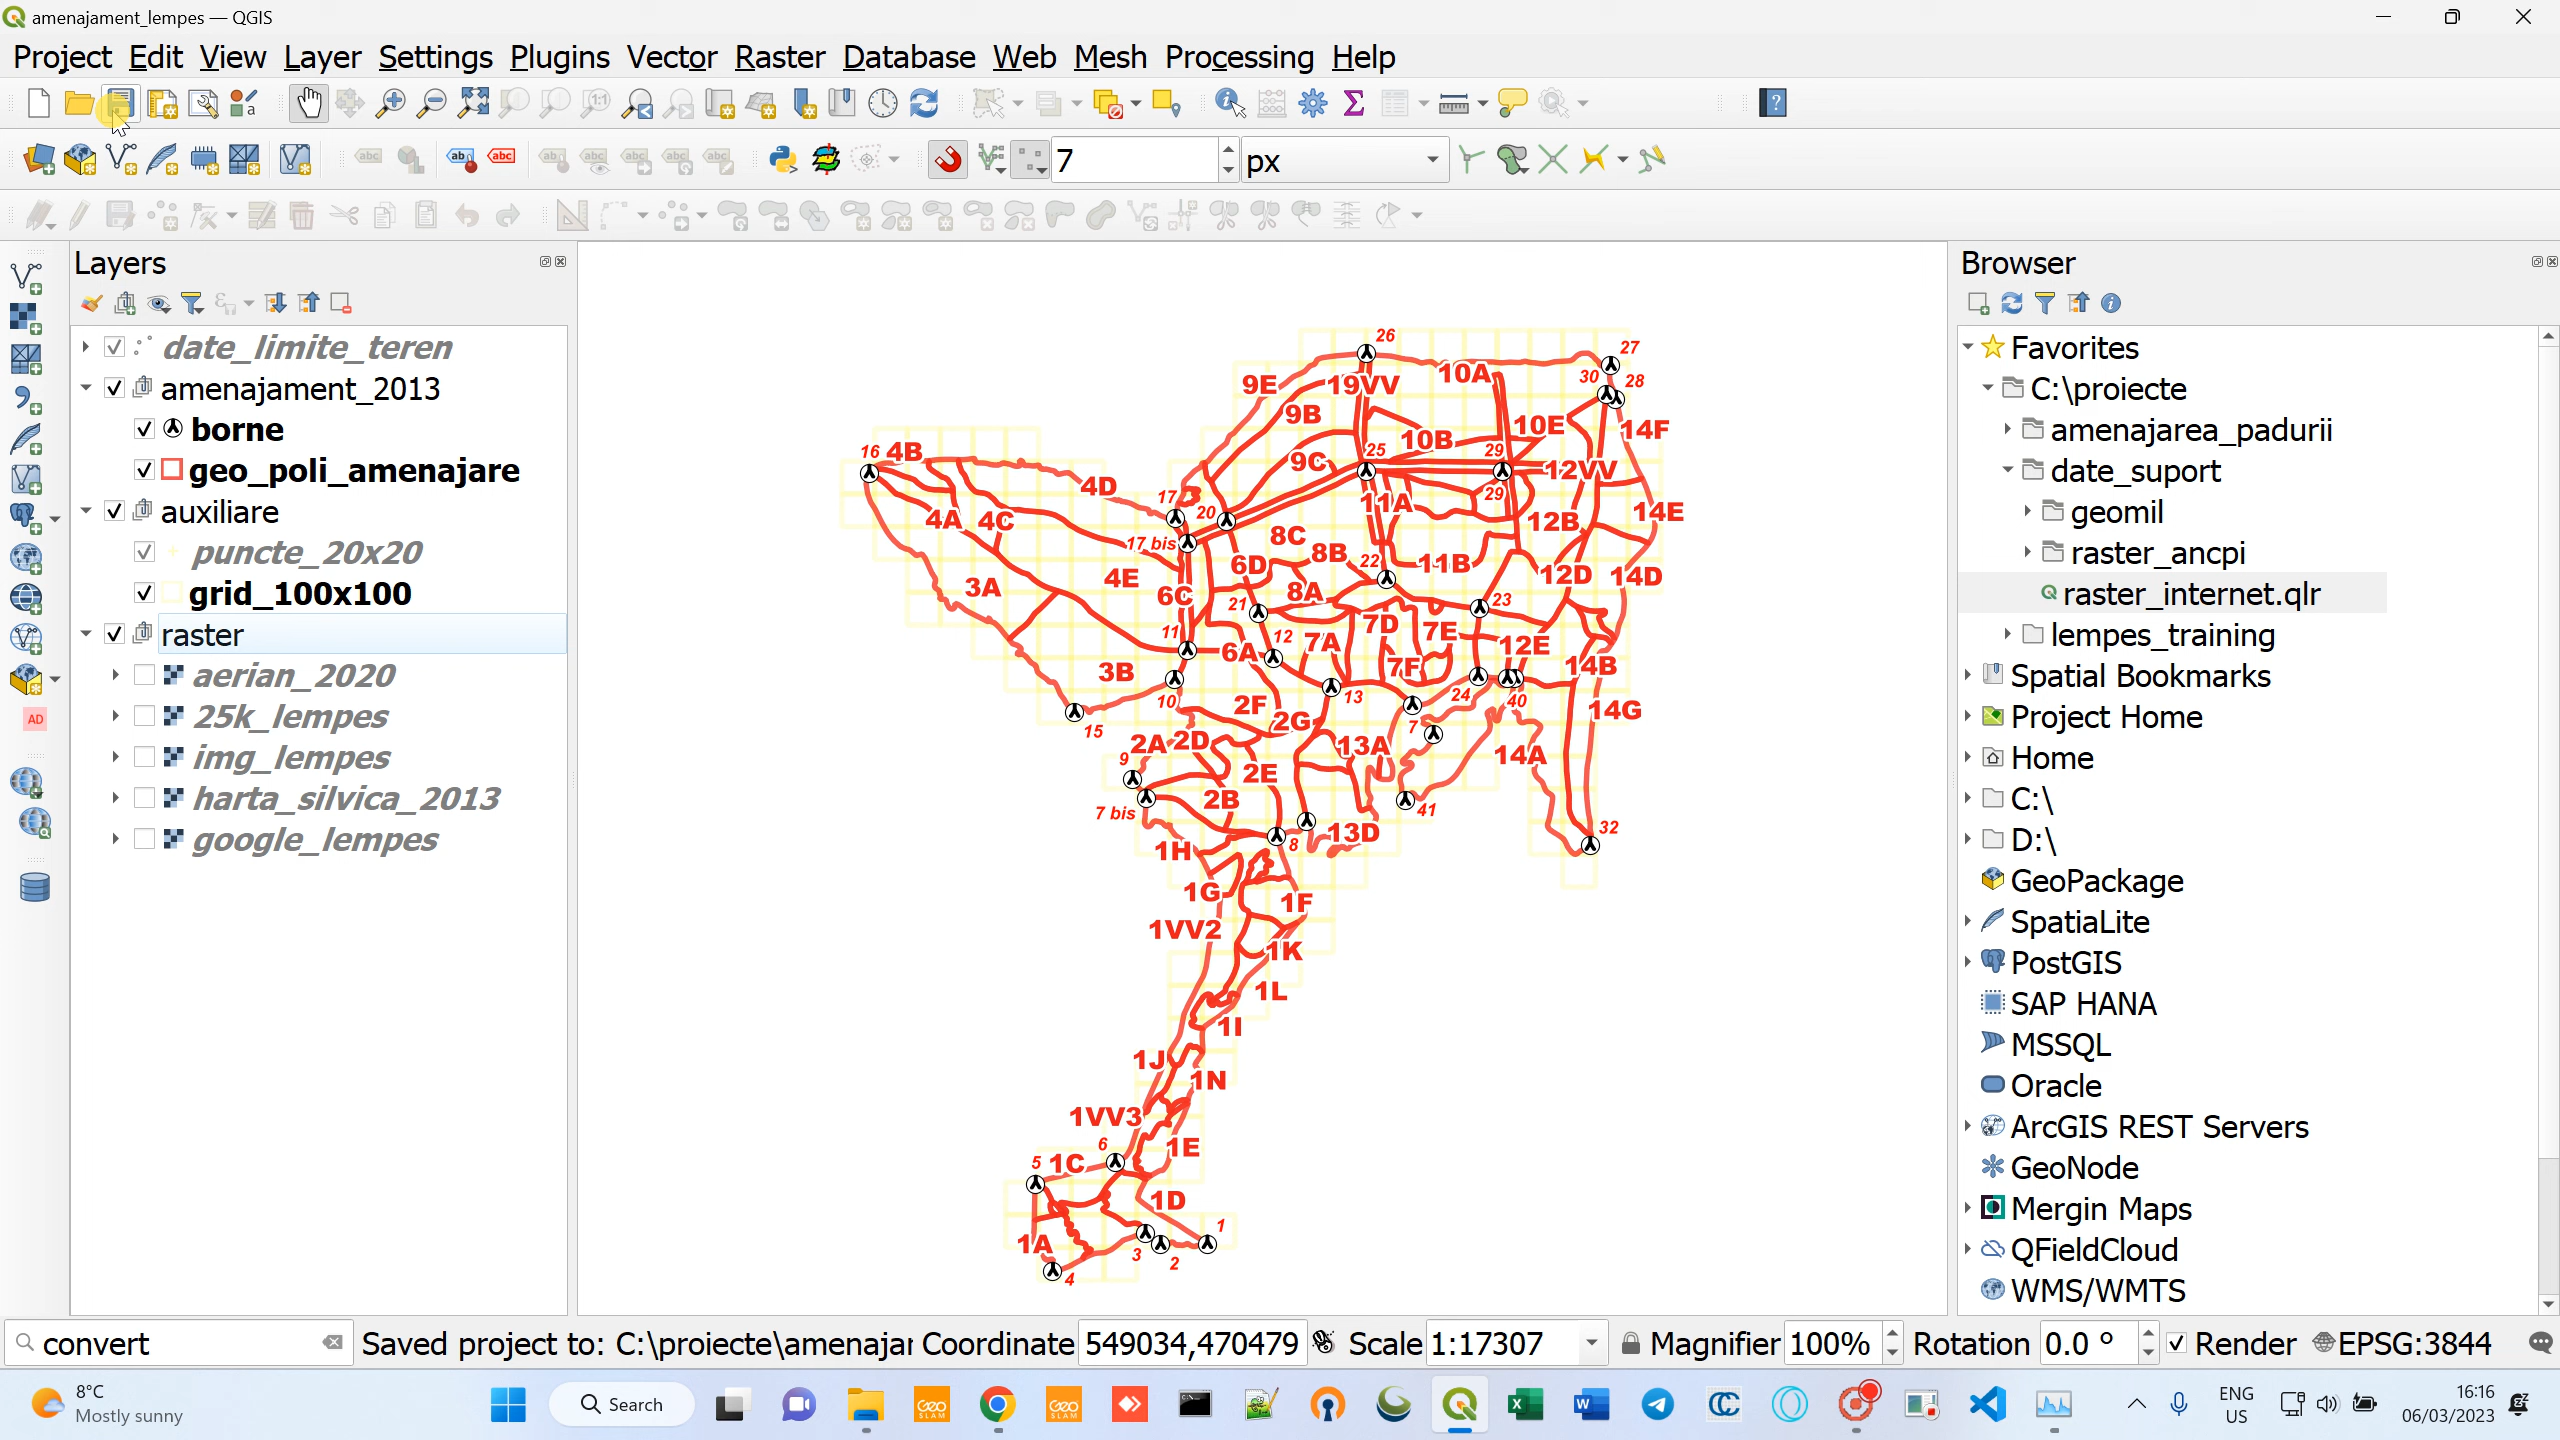 amenajament_lempes — QGIS
Project Edit View Layer Settings Plugins Vector Raster Database Web Mesh Processing Help
7 px
Layers
date_limite_teren
amenajament_2013
borne
geo_poli_amenajare
auxiliare
puncte_20x20
grid_100x100
raster
aerian_2020
25k_lempes
img_lempes
harta_silvica_2013
google_lempes
AD
26
27
9E 19VV 10A 30 28
9B
10E 14F
16 4B 25 10B 29
9C 12VV
4D 17 29
11A
4A 4C 20 12B 14E
17 bis 8C
8B 22 11B
6D
4E 12D 14D
3A 6C 8A
21 23
11 12 7A 7D 7E
6A 12E
3B 7F 14B
10 13 24 40
2F 14G
2G 7
15 2A 2D 13A 14A
9 2E
2B
7 bis 41
32
8 13D
1H
1G 1F
1VV2
1K
1L
1I
1J
1N
1VV3
6 1E
5 1C
1D
1
1A 3
2
4
Browser
Favorites
C:\proiecte
amenajarea_padurii
date_suport
geomil
raster_ancpi
raster_internet.qlr
lempes_training
Spatial Bookmarks
Project Home
Home
C:\
D:\
GeoPackage
SpatiaLite
PostGIS
SAP HANA
MSSQL
Oracle
ArcGIS REST Servers
GeoNode
Mergin Maps
QFieldCloud
WMS/WMTS
convert Saved project to: C:\proiecte\amenajar Coordinate 549034,470479 Scale 1:17307 Magnifier 100% Rotation 0.0 ° Render EPSG:3844
8°C
Mostly sunny
Search
ENG
US
16:16
06/03/2023